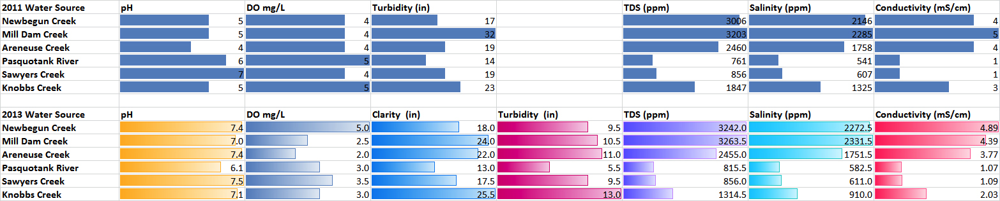 2011 Water Source pH DO mg/L Turbidity (in) TDS (ppm) Salinity (ppm) Conductivity (mS/cm)
Newbegun Creek 5 4 17 3006 2146 4
Mill Dam Creek 5 4 32 3203 2285 5
Areneuse Creek 4 4 19 2460 1758 4
Pasquotank River 6 5 14 761 541 1
Sawyers Creek 7 4 19 856 607 1
Knobbs Creek 5 5 23 1847 1325 3
2013 Water Source pH DO mg/L Clarity (in) Turbidity (in) TDS (ppm) Salinity (ppm) Conductivity (mS/cm)
Newbegun Creek 7.4 5.0 18.0 9.5 3242.0 2272.5 4.89
Mill Dam Creek 7.0 2.5 24.0 10.5 3263.5 2331.5 4.39
Areneuse Creek 7.4 2.0 22.0 11.0 2455.0 1751.5 3.77
Pasquotank River 6.1 3.0 13.0 5.5 815.5 582.5 1.07
Sawyers Creek 7.5 3.5 17.5 9.5 856.0 611.0 1.09
Knobbs Creek 7.1 3.0 25.5 13.0 1314.5 910.0 2.03